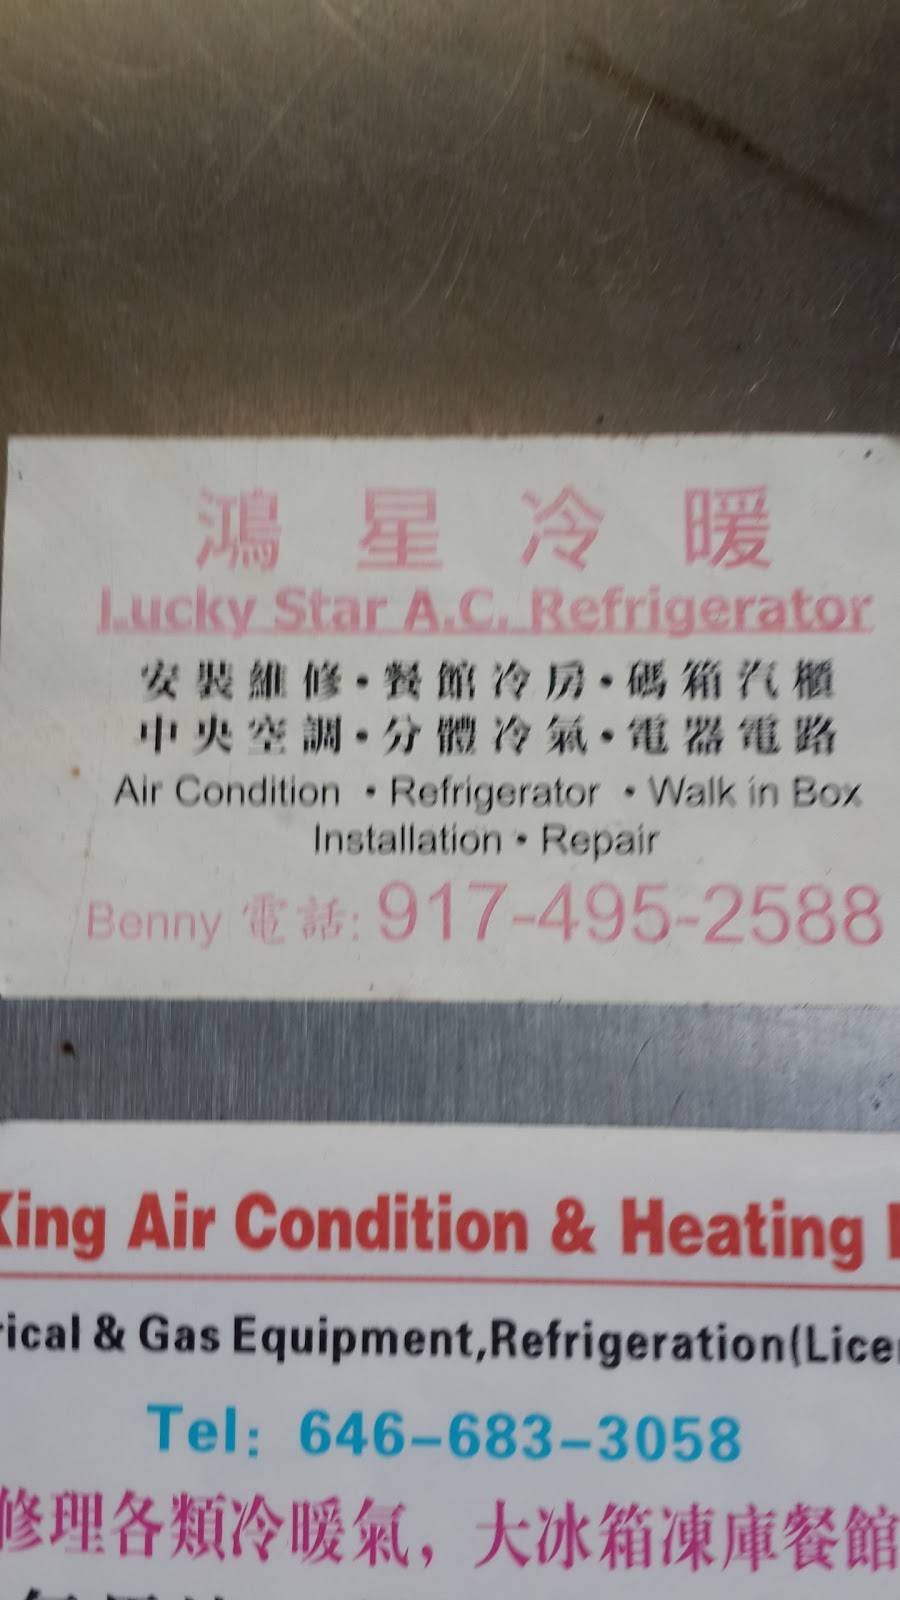 鴻星冷暖
Lucky Star A.C. Refrigerator
安裝維修・餐館冷房・碼箱汽櫃
中央空調・分體冷氣・電器電路
Air Condition • Refrigerator • Walk in Box
Installation • Repair
Benny 電話: 917-495-2588
King Air Condition & Heating
rical & Gas Equipment,Refrigeration(Lice
Tel: 646-683-3058
修理各類冷暖氣，大冰箱凍庫餐館